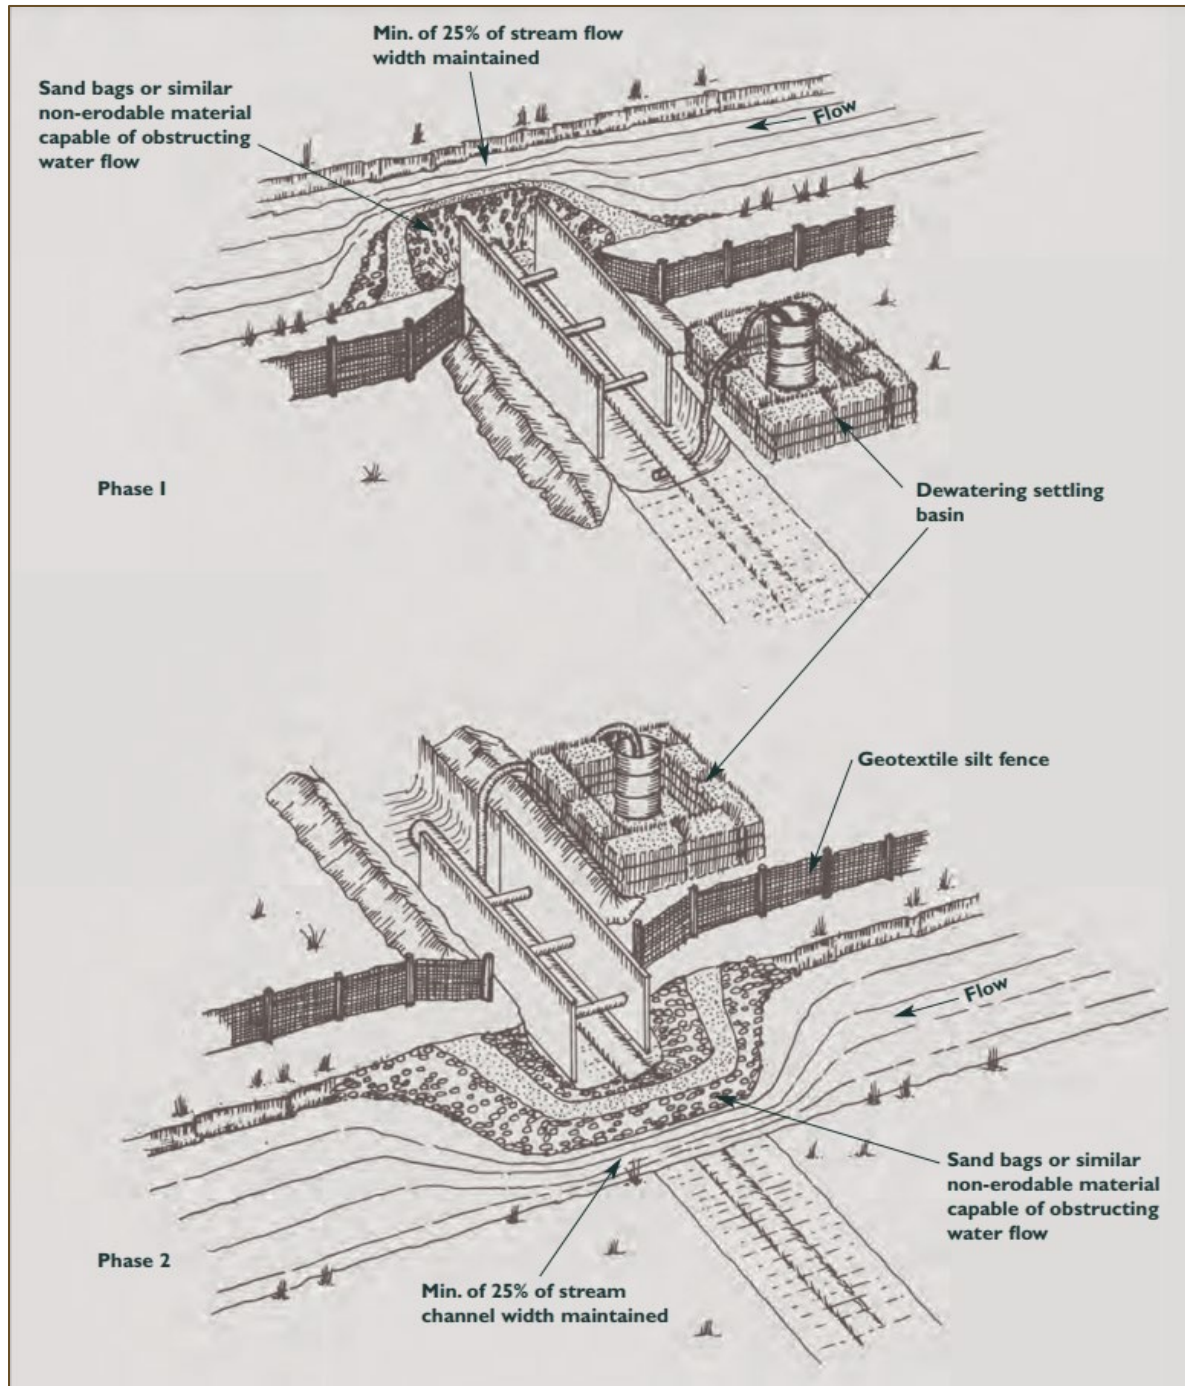 Min. of 25% of stream flow
width maintained
Sand bags or similar
non-erodable material
capable of obstructing
water flow
Flow
Phase 1
Dewatering settling
basin
Geotextile silt fence
Flow
Sand bags or similar
non-erodable material
capable of obstructing
water flow
Phase 2
Min. of 25% of stream
channel width maintained